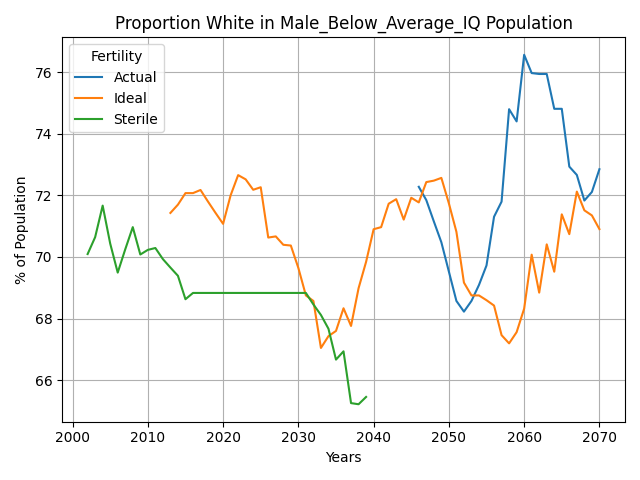 Proportion White in Male_Below_Average_IQ Population
Fertility
Actual
Ideal
Sterile
% of Population
76
74
72
70
68
66
2000 2010 2020 2030 2040 2050 2060 2070
Years